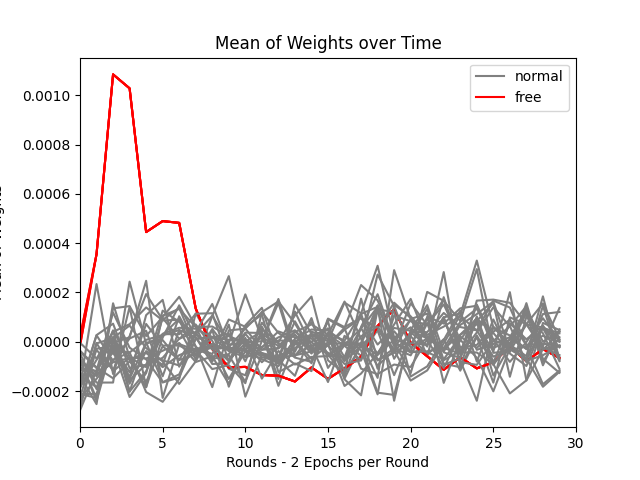 Mean of Weights over Time
normal
free
0.0010
0.0008
0.0006
0.0004
0.0002
0.0000
−0.0002
0 5 10 15 20 25 30
Rounds - 2 Epochs per Round